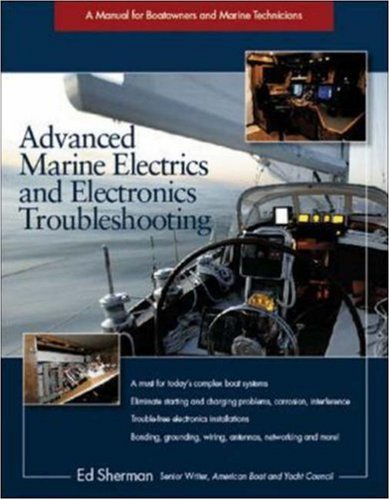 A Manual for Boatowners and Marine Technicians
Advanced
Marine Electrics
and Electronics
Troubleshooting
A must for today's complex boat systems
Eliminate starting and charging problems, corrosion, interference
Trouble-free electronics installations
Bonding, grounding, wiring, antennas, networking and more!
Ed Sherman Senior Writer, American Boat and Yacht Council